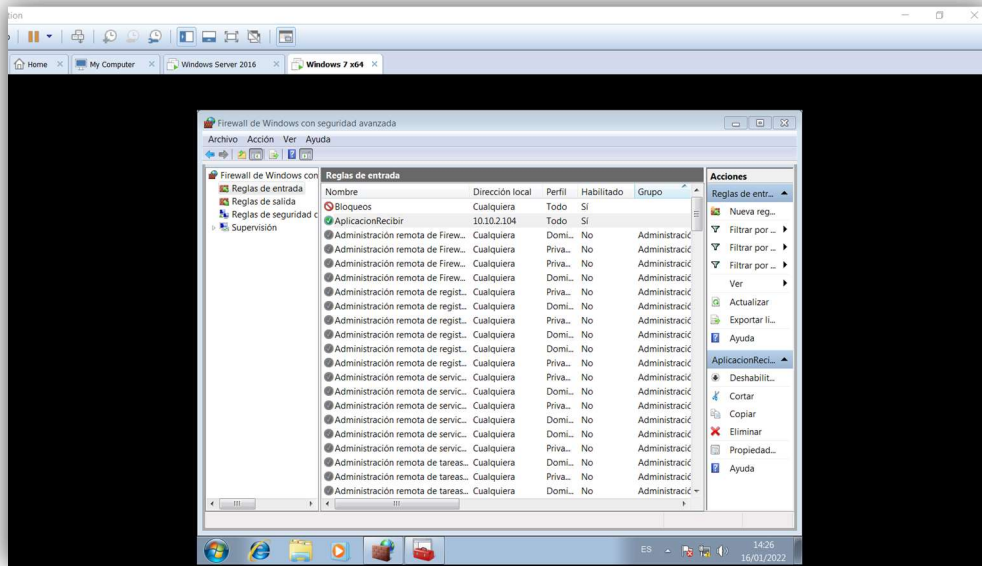 tion
Home
My Computer
Windows Server 2016
Windows 7 x64
Firewall de Windows con seguridad avanzada
Archivo Acción Ver Ayuda
Firewall de Windows con
Reglas de entrada
Reglas de salida
Reglas de seguridad c
Supervisión
Reglas de entrada
Nombre Dirección local Perfil Habilitado Grupo
Bloqueos Cualquiera Todo Sí
AplicacionRecibir 10.10.2.104 Todo Sí
Administración remota de Firew... Cualquiera Domi... No Administració
Administración remota de Firew... Cualquiera Priva... No Administració
Administración remota de Firew... Cualquiera Priva... No Administració
Administración remota de Firew... Cualquiera Domi... No Administració
Administración remota de regist... Cualquiera Priva... No Administració
Administración remota de regist... Cualquiera Domi... No Administració
Administración remota de regist... Cualquiera Priva... No Administració
Administración remota de regist... Cualquiera Domi... No Administració
Administración remota de regist... Cualquiera Domi... No Administració
Administración remota de regist... Cualquiera Priva... No Administració
Administración remota de servic... Cualquiera Priva... No Administració
Administración remota de servic... Cualquiera Domi... No Administració
Administración remota de servic... Cualquiera Priva... No Administració
Administración remota de servic... Cualquiera Domi... No Administració
Administración remota de servic... Cualquiera Domi... No Administració
Administración remota de servic... Cualquiera Priva... No Administració
Administración remota de tareas... Cualquiera Domi... No Administració
Administración remota de tareas... Cualquiera Priva... No Administració
Administración remota de tareas... Cualquiera Domi... No Administració
Acciones
Reglas de entr...
Nueva reg...
Filtrar por ...
Filtrar por ...
Filtrar por ...
Ver
Actualizar
Exportar li...
Ayuda
AplicacionReci...
Deshabilit...
Cortar
Copiar
Eliminar
Propiedad...
Ayuda
ES
14:26
16/01/2022